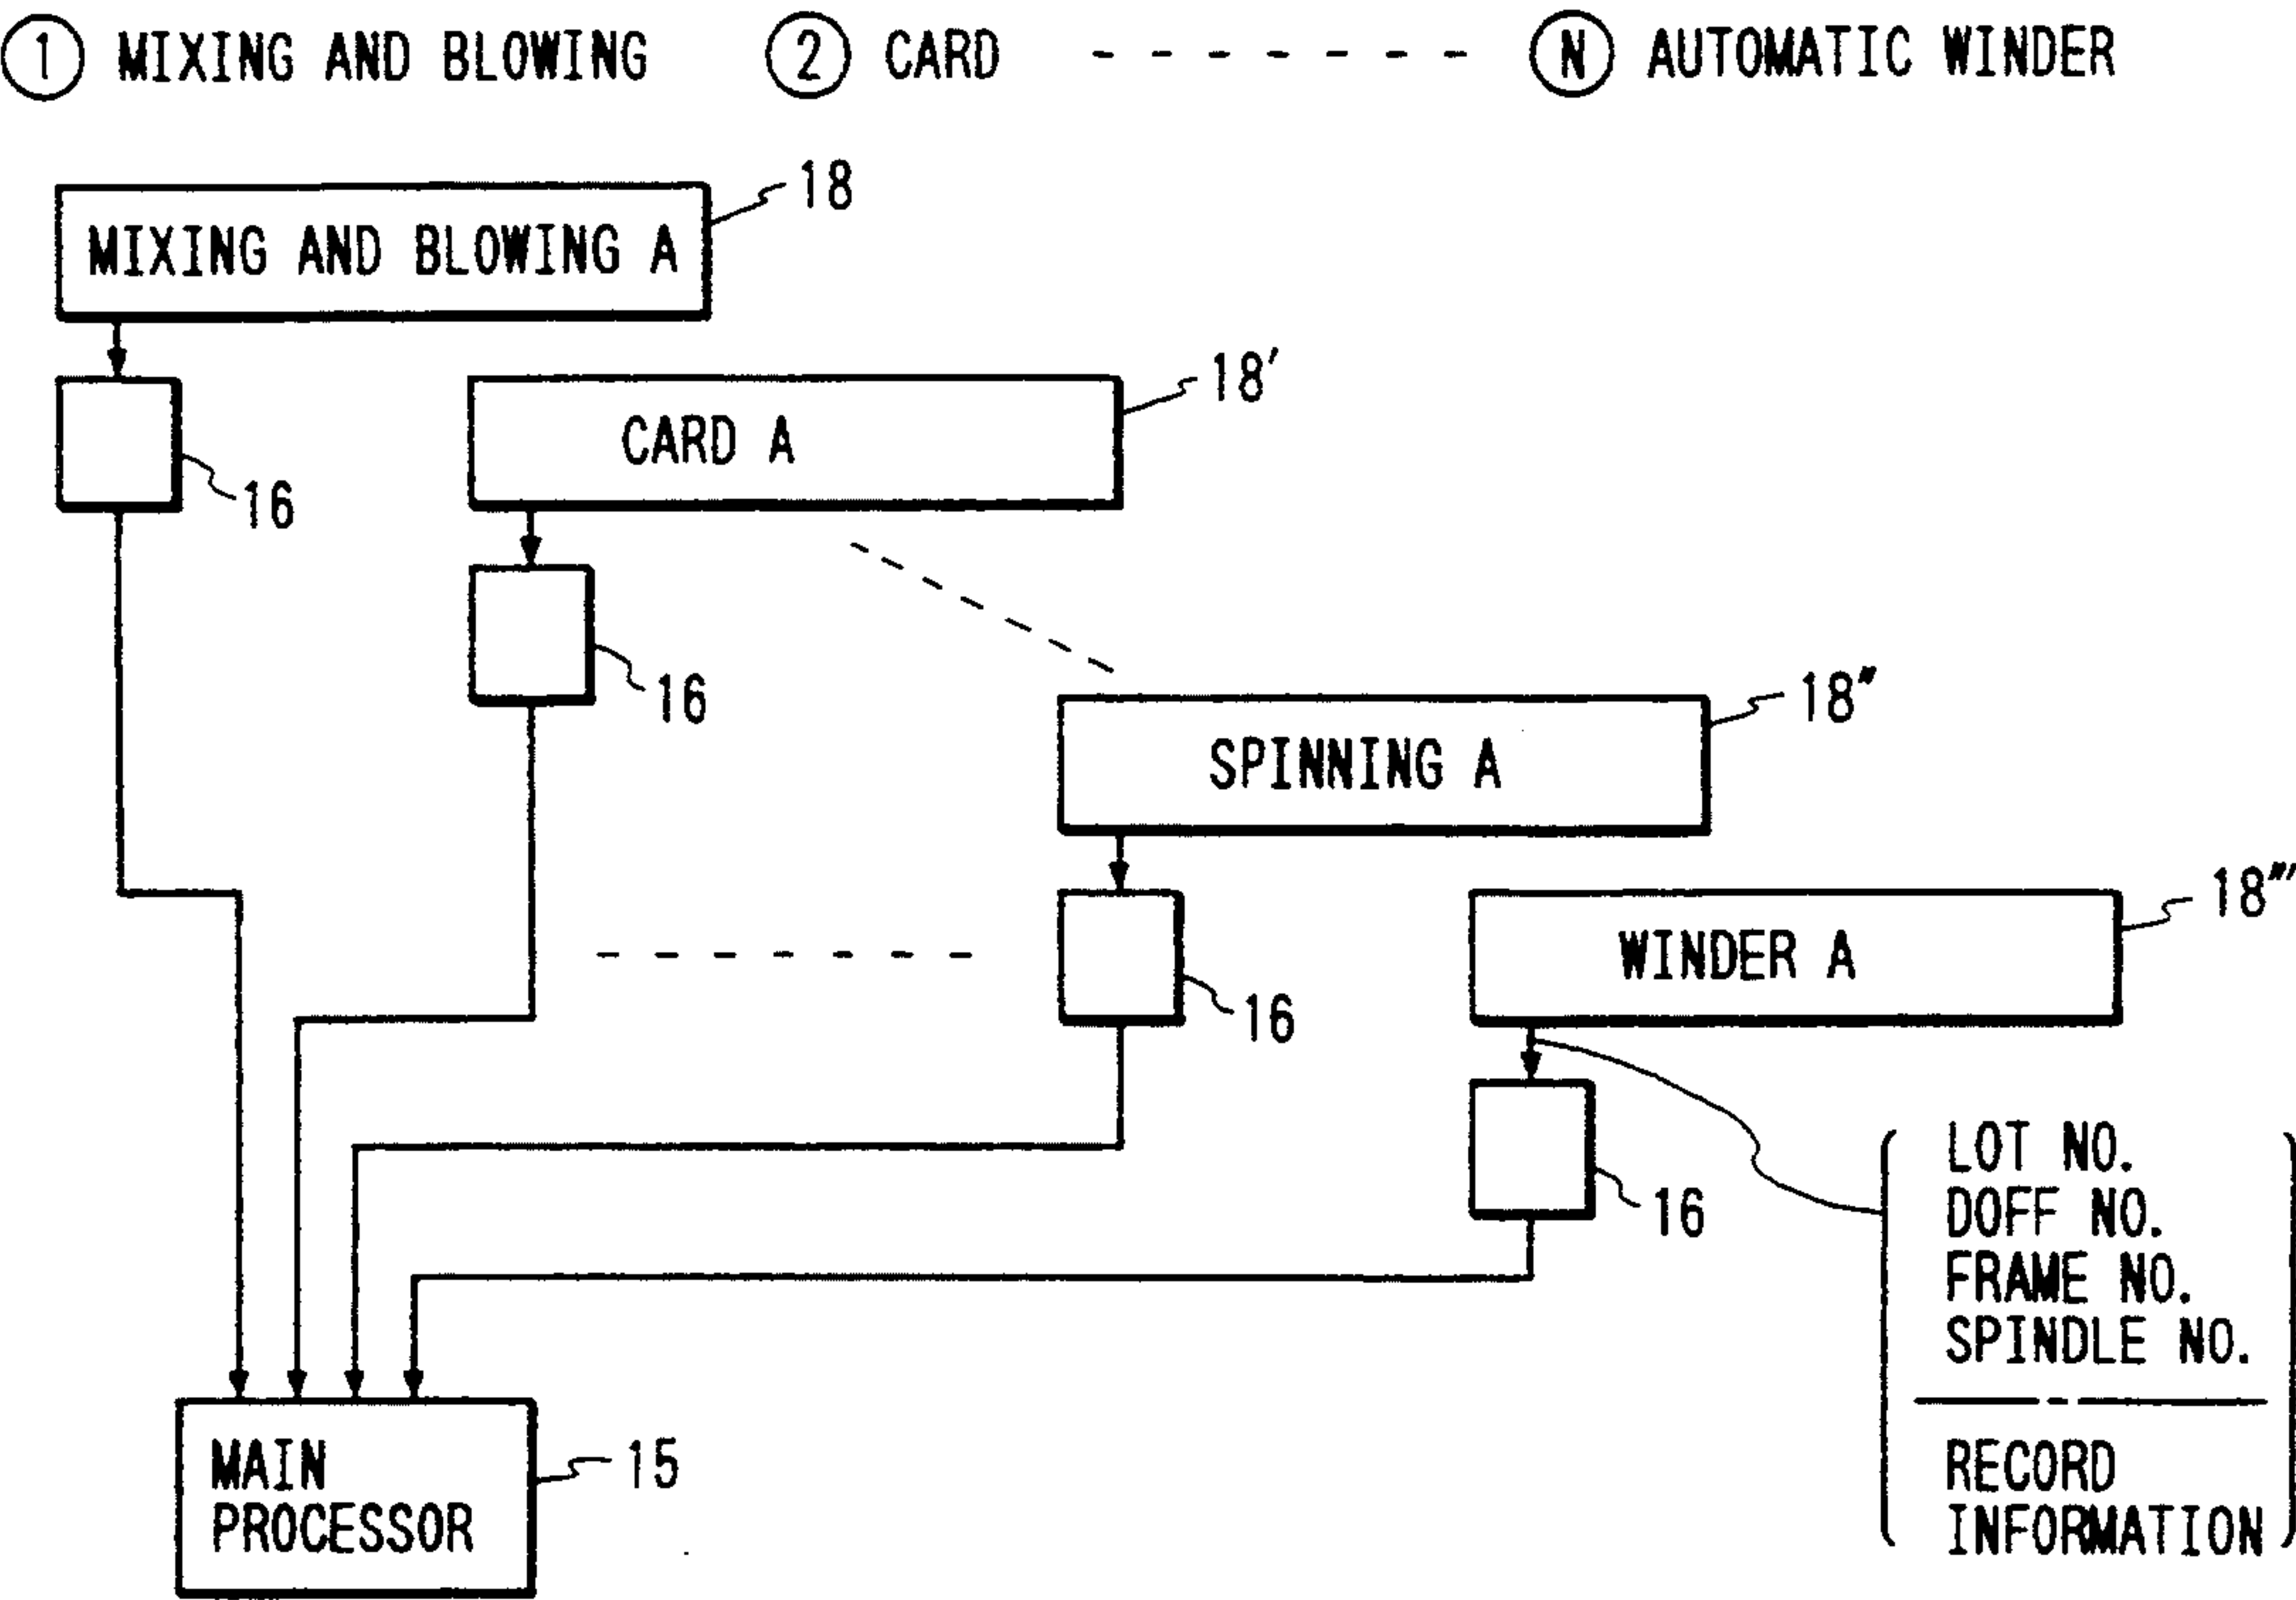 1 MIXING AND BLOWING 2 CARD - - - - - - - N AUTOMATIC WINDER
18
MIXING AND BLOWING A
18'
CARD A
16
16
18"
SPINNING A
18"'
WINDER A
16
16
LOT NO.
DOFF NO.
FRAME NO.
SPINDLE NO.
RECORD
INFORMATION
MAIN
PROCESSOR
15